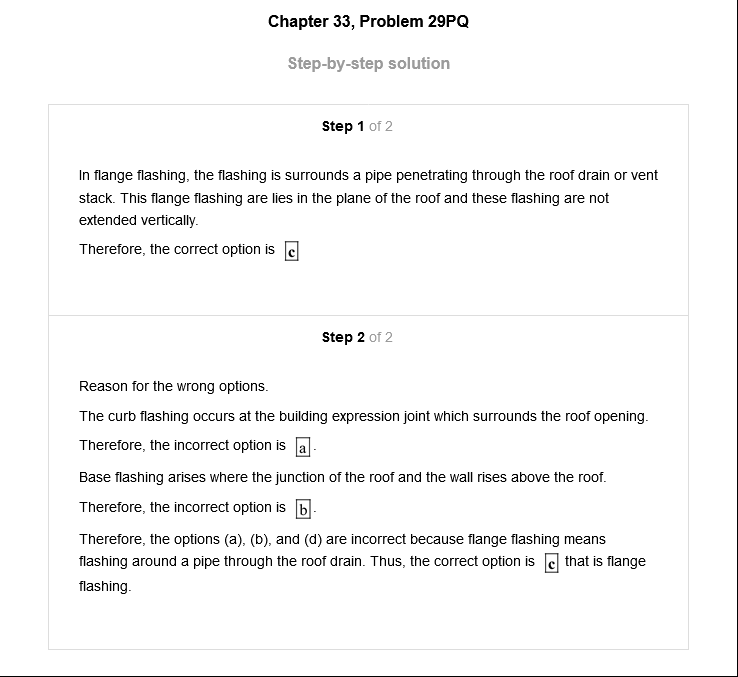 Chapter 33, Problem 29PQ
Step-by-step solution
Step 1 of 2
In flange flashing, the flashing is surrounds a pipe penetrating through the roof drain or vent
stack. This flange flashing are lies in the plane of the roof and these flashing are not
extended vertically.
Therefore, the correct option is c
Step 2 of 2
Reason for the wrong options.
The curb flashing occurs at the building expression joint which surrounds the roof opening.
Therefore, the incorrect option is a .
Base flashing arises where the junction of the roof and the wall rises above the roof.
Therefore, the incorrect option is b .
Therefore, the options (a), (b), and (d) are incorrect because flange flashing means
flashing around a pipe through the roof drain. Thus, the correct option is c that is flange
flashing.